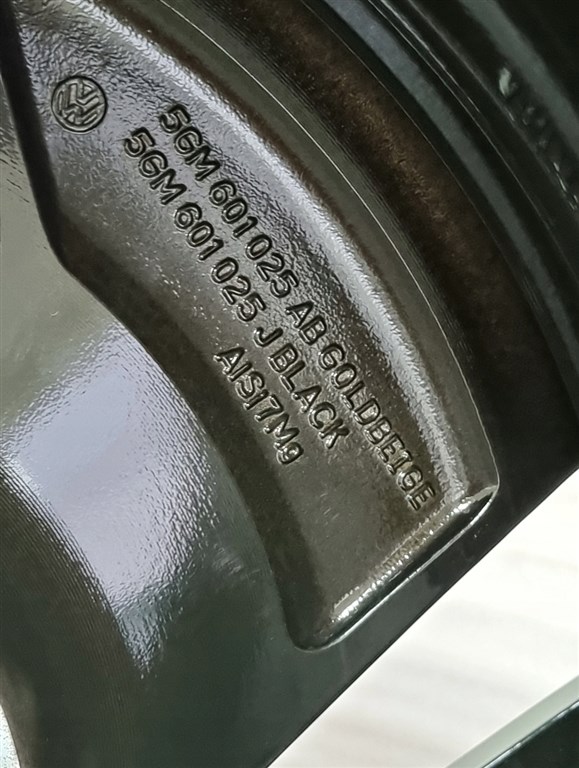 5GM 601 025 AB GOLDBEIGE
5GM 601 025 J BLACK
AlSi7Mg